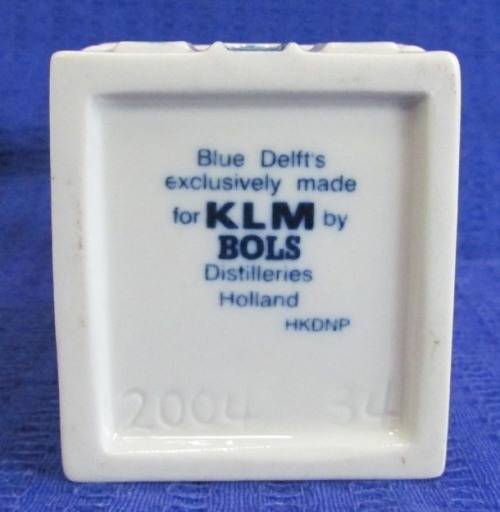 Blue Delft's
exclusively made
for KLM by
BOLS
Distilleries
Holland
HKDNP
2004 34